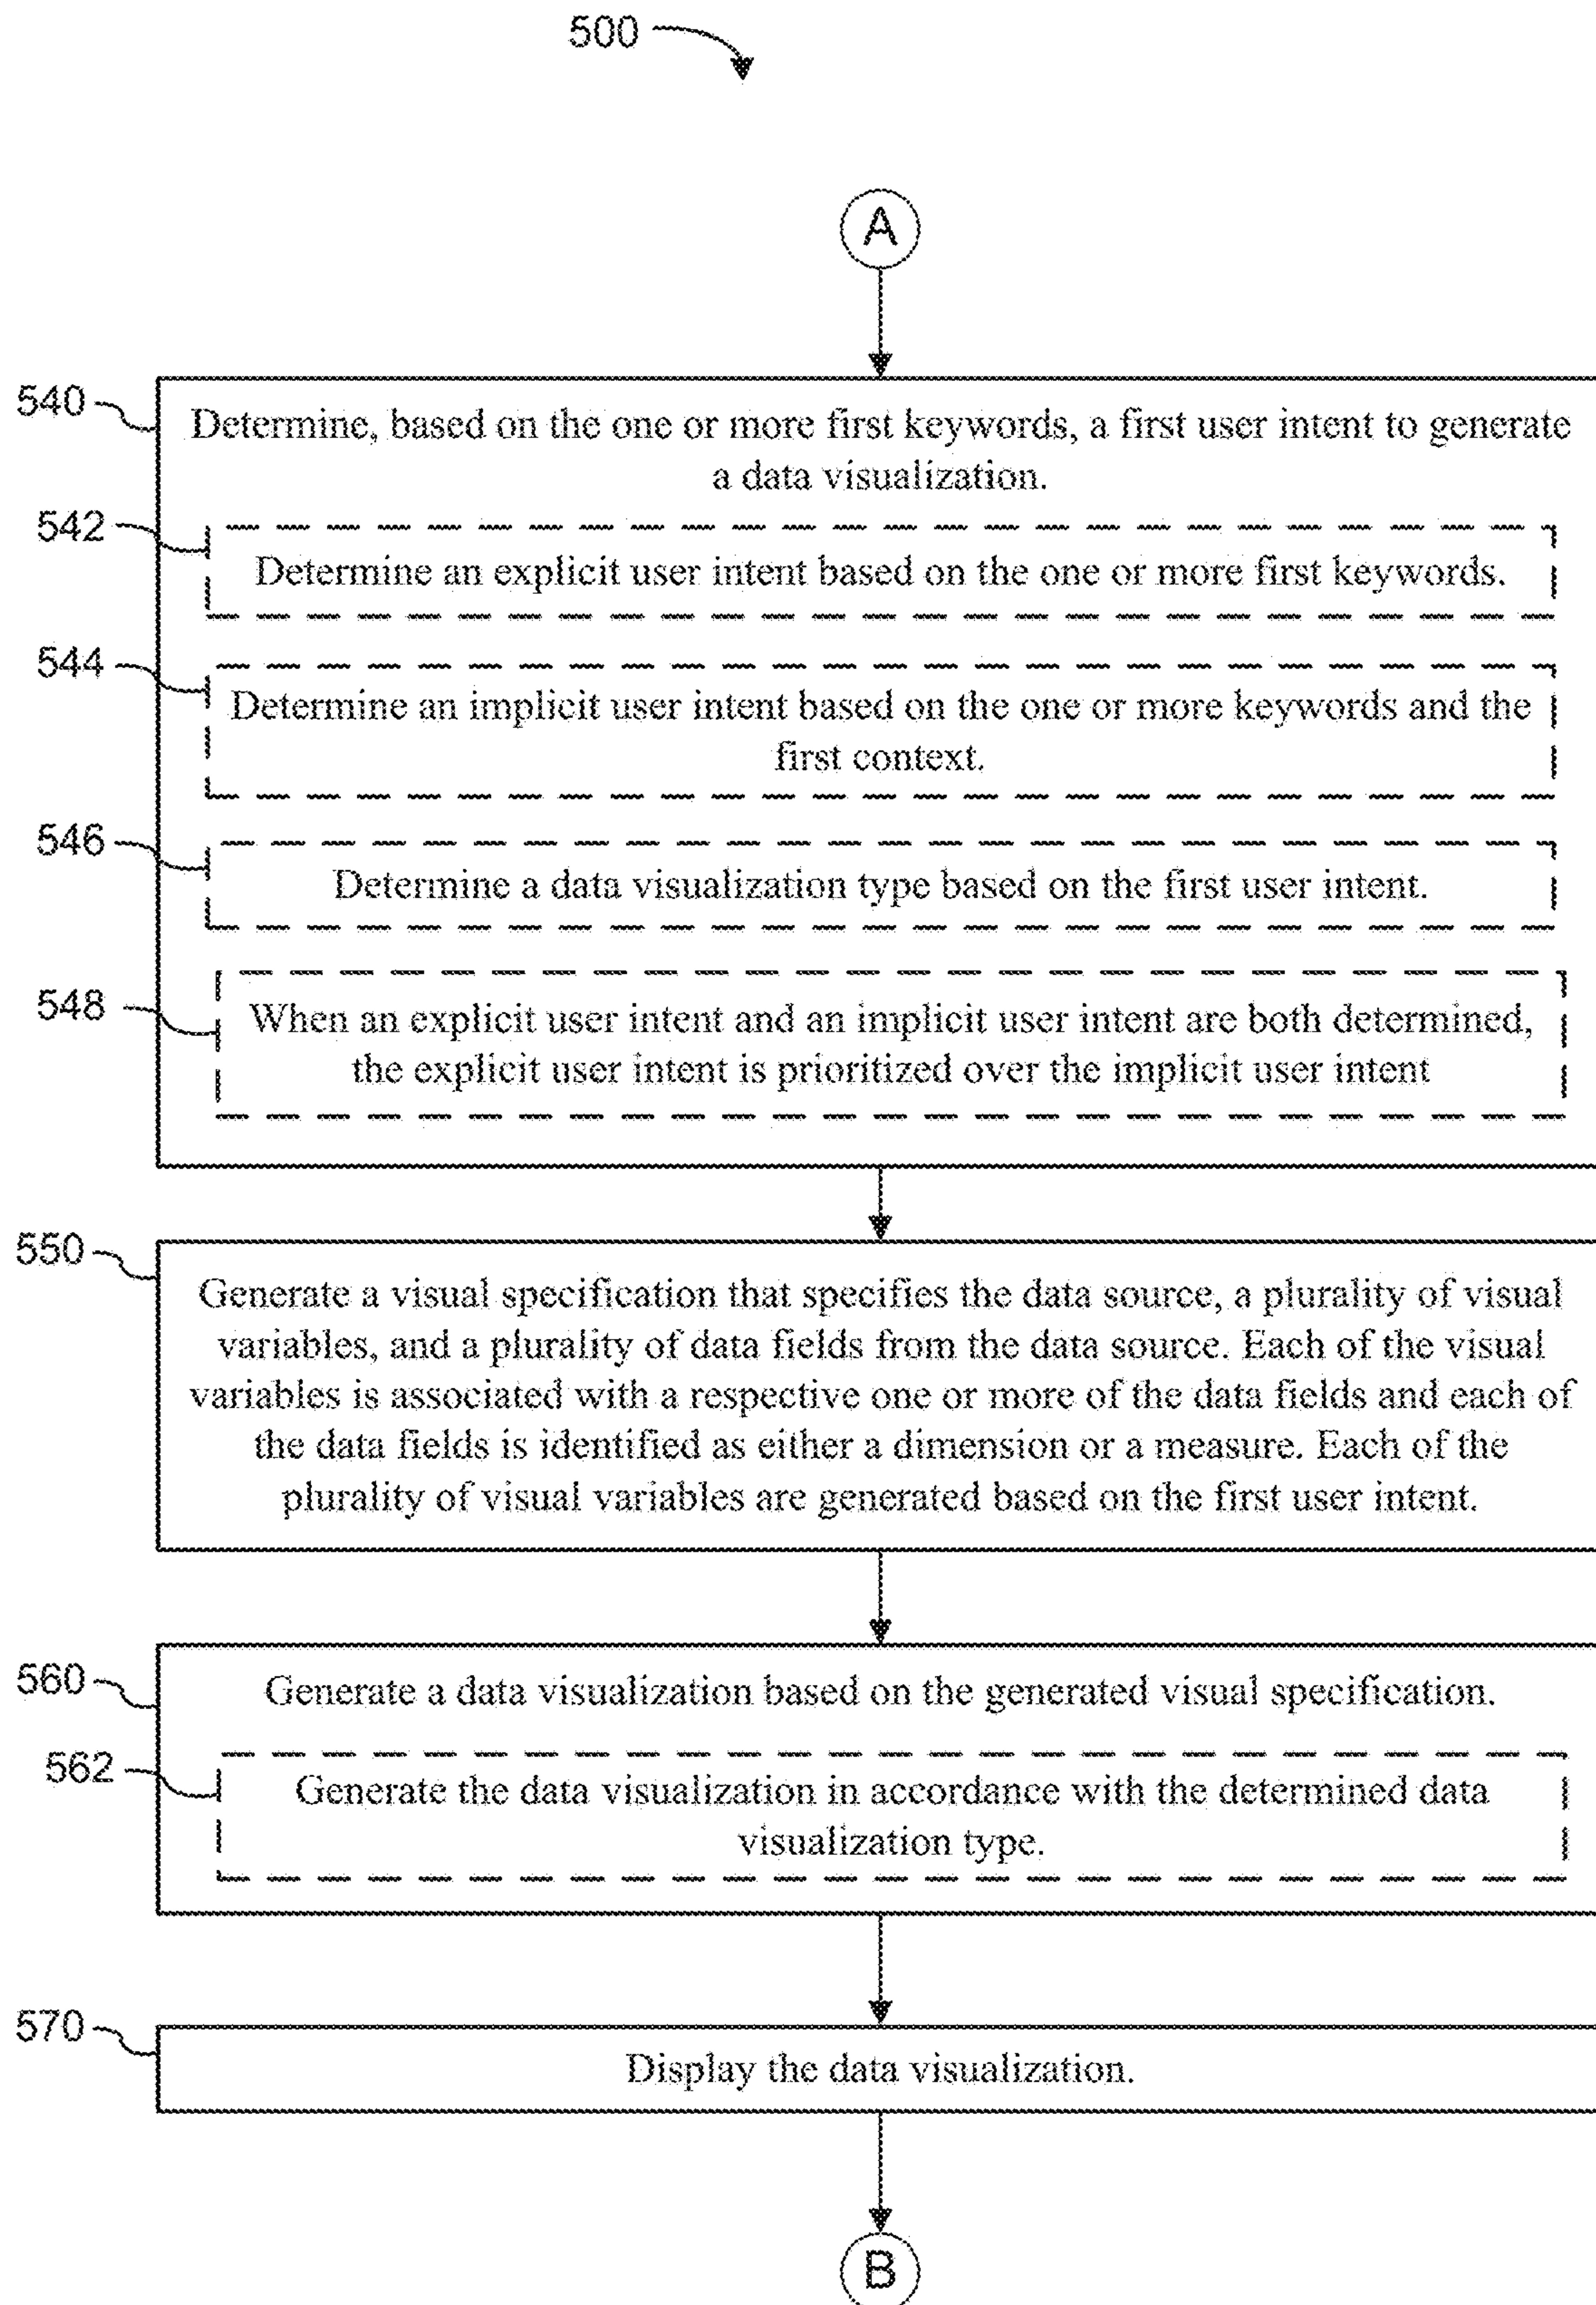 500
A
540
Determine, based on the one or more first keywords, a first user intent to generate
a data visualization.
542
Determine an explicit user intent based on the one or more first keywords.
544
Determine an implicit user intent based on the one or more keywords and the
first context.
546
Determine a data visualization type based on the first user intent.
548
When an explicit user intent and an implicit user intent are both determined,
the explicit user intent is prioritized over the implicit user intent
550
Generate a visual specification that specifies the data source, a plurality of visual
variables, and a plurality of data fields from the data source. Each of the visual
variables is associated with a respective one or more of the data fields and each of
the data fields is identified as either a dimension or a measure. Each of the
plurality of visual variables are generated based on the first user intent.
560
Generate a data visualization based on the generated visual specification.
562
Generate the data visualization in accordance with the determined data
visualization type.
570
Display the data visualization.
B